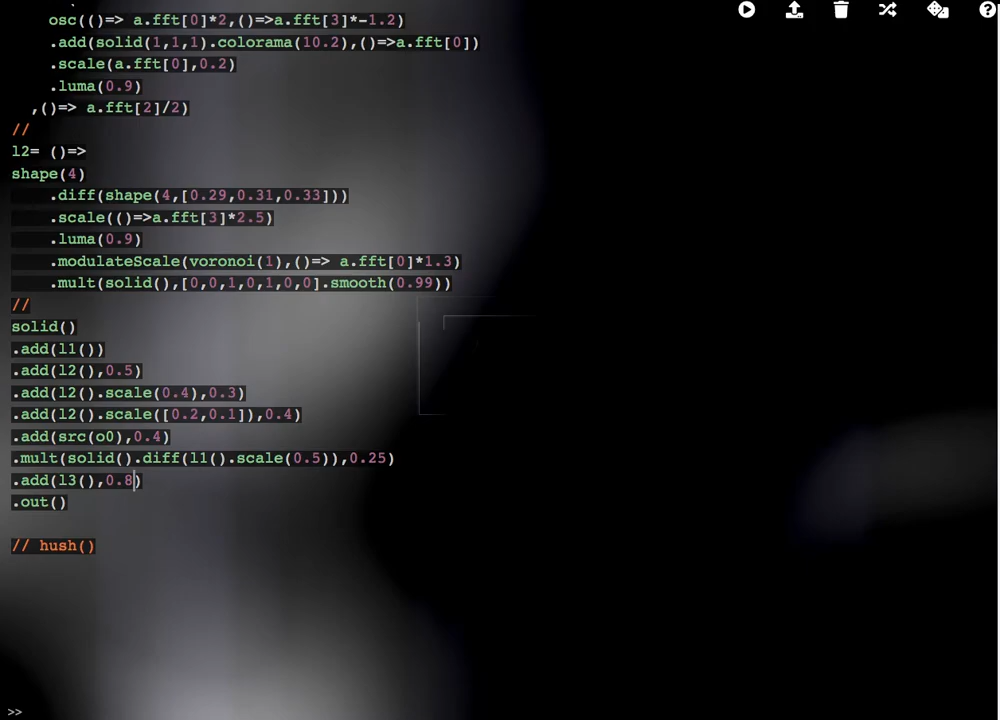 osc(()=> a.fft[0]*2,()=>a.fft[3]*-1.2)
.add(solid(1,1,1).colorama(10.2),()=>a.fft[0])
.scale(a.fft[0],0.2)
.luma(0.9)
,()=> a.fft[2]/2)
//
l2= ()=>
shape(4)
.diff(shape(4,[0.29,0.31,0.33]))
.scale(()=>a.fft[3]*2.5)
.luma(0.9)
.modulateScale(voronoi(1),()=> a.fft[0]*1.3)
.mult(solid(),[0,0,1,0,1,0,0].smooth(0.99))
//
solid()
.add(l1())
.add(l2(),0.5)
.add(l2().scale(0.4),0.3)
.add(l2().scale([0.2,0.1]),0.4)
.add(src(o0),0.4)
.mult(solid().diff(l1().scale(0.5)),0.25)
.add(l3(),0.8)
.out()
// hush()
>>